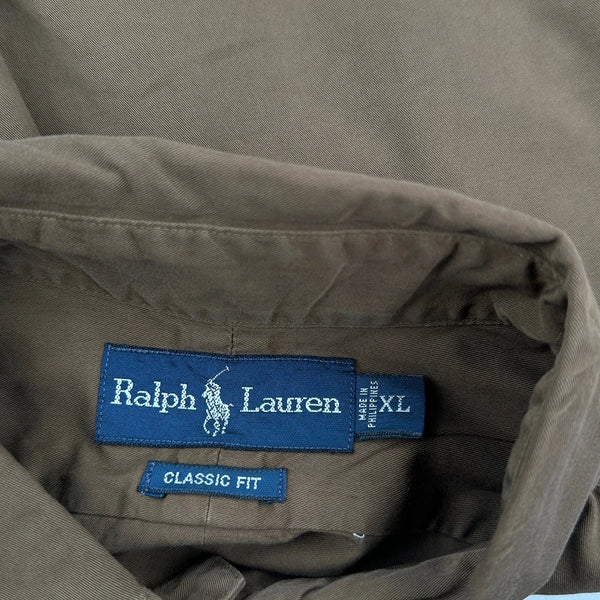 Ralph Lauren
MADE IN
PHILIPPINES
XL
CLASSIC FIT